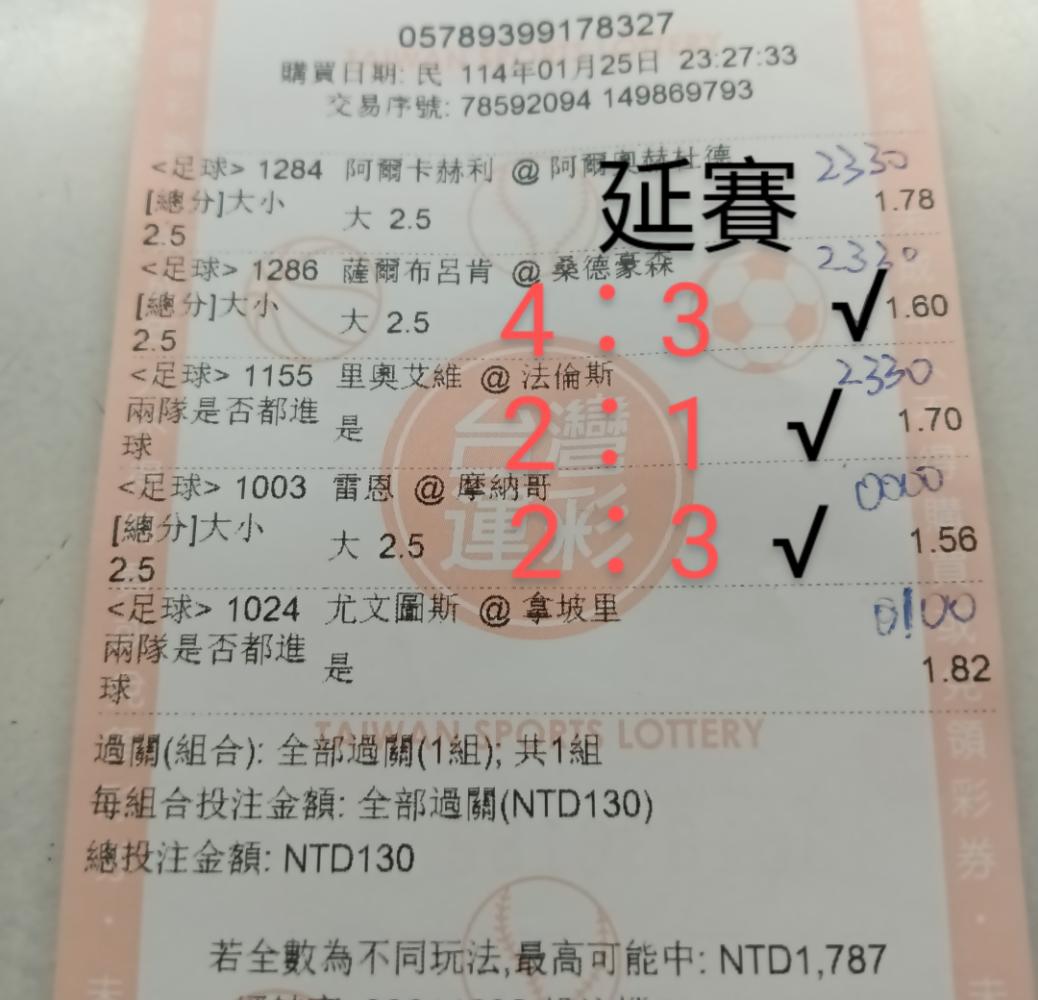 05789399178327
購買日期: 民 114年01月25日 23:27:33
交易序號: 78592094 149869793
<足球> 1284 阿爾卡赫利 @ 阿爾奧赫杜德 2330
延賽
[總分]大小 大 2.5 1.78
2.5
<足球> 1286 薩爾布呂肯 @ 桑德豪森 2330
4：3 √
[總分]大小 大 2.5 1.60
2.5
<足球> 1155 里奧艾維 @ 法倫斯 2330
2：1 √
兩隊是否都進 是 1.70
球
<足球> 1003 雷恩 @ 摩納哥 0000
2：3 √
[總分]大小 大 2.5 1.56
2.5
<足球> 1024 尤文圖斯 @ 拿坡里 0100
兩隊是否都進 是 1.82
球
台灣運彩
TAIWAN SPORTS LOTTERY
過關(組合): 全部過關(1組); 共1組
每組合投注金額: 全部過關(NTD130)
總投注金額: NTD130
若全數為不同玩法,最高可能中: NTD1,787